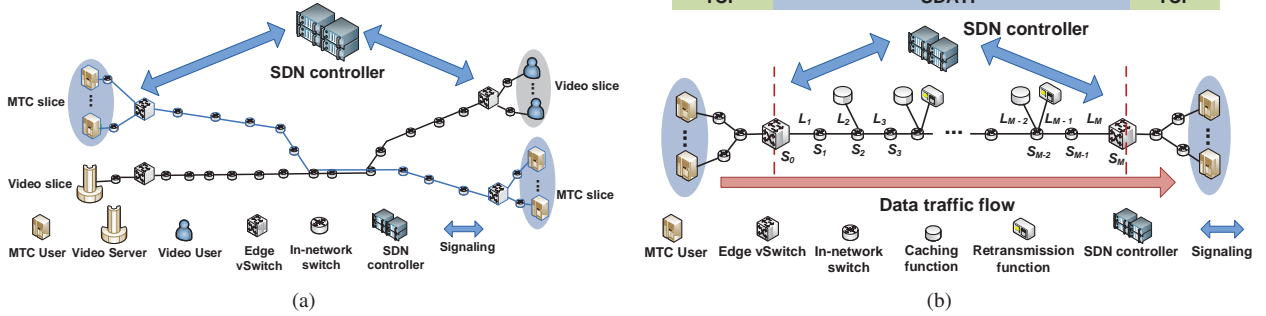 SDN controller
MTC slice
Video slice
Video slice
MTC slice
MTC User
Video Server
Video User
Edge
vSwitch
In-network
switch
SDN
controller
Signaling
(a)
SDN controller
L1
L2
L3
...
LM-2
LM-1
LM
S0
S1
S2
S3
SM-2
SM-1
SM
Data traffic flow
MTC User
Edge vSwitch
In-network
switch
Caching
function
Retransmission
function
SDN controller
Signaling
(b)